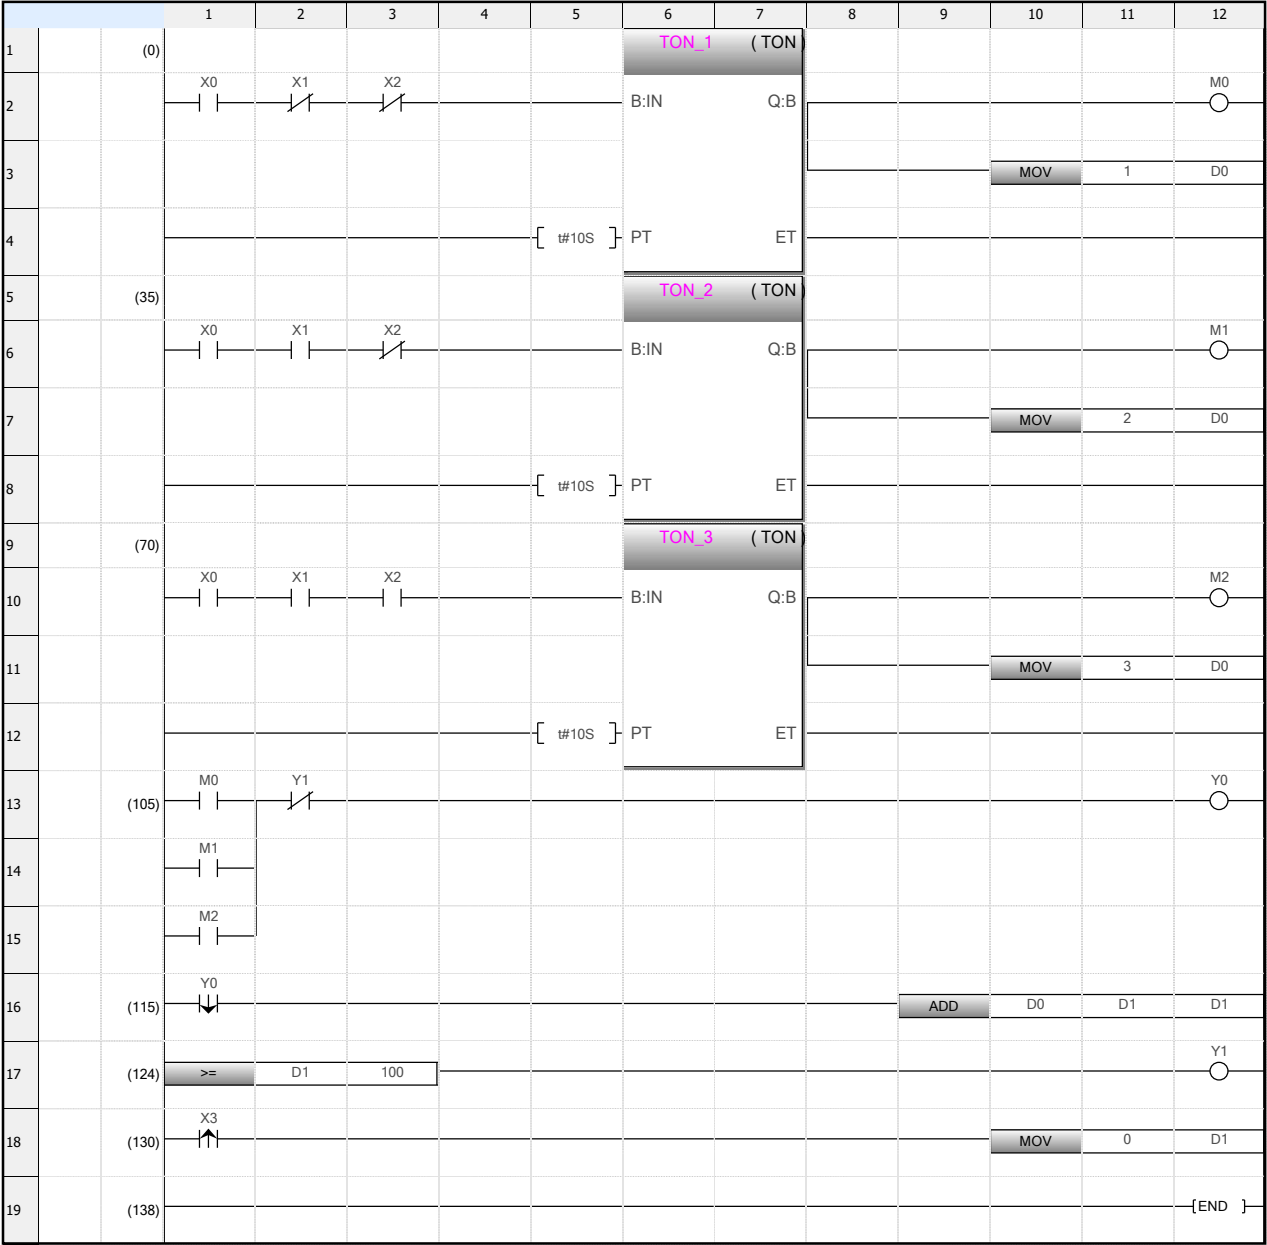 1 2 3 4 5 6 7 8 9 10 11 12
1 (0) TON_1 ( TON )
X0 X1 X2 M0
2 B:IN Q:B
3 MOV 1 D0
4 t#10S PT ET
5 (35) TON_2 ( TON )
X0 X1 X2 M1
6 B:IN Q:B
7 MOV 2 D0
8 t#10S PT ET
9 (70) TON_3 ( TON )
X0 X1 X2 M2
10 B:IN Q:B
11 MOV 3 D0
12 t#10S PT ET
M0 Y1 Y0
13 (105)
M1
14
M2
15
Y0
16 (115) ADD D0 D1 D1
Y1
17 (124) >= D1 100
X3
18 (130) MOV 0 D1
19 (138) [END ]